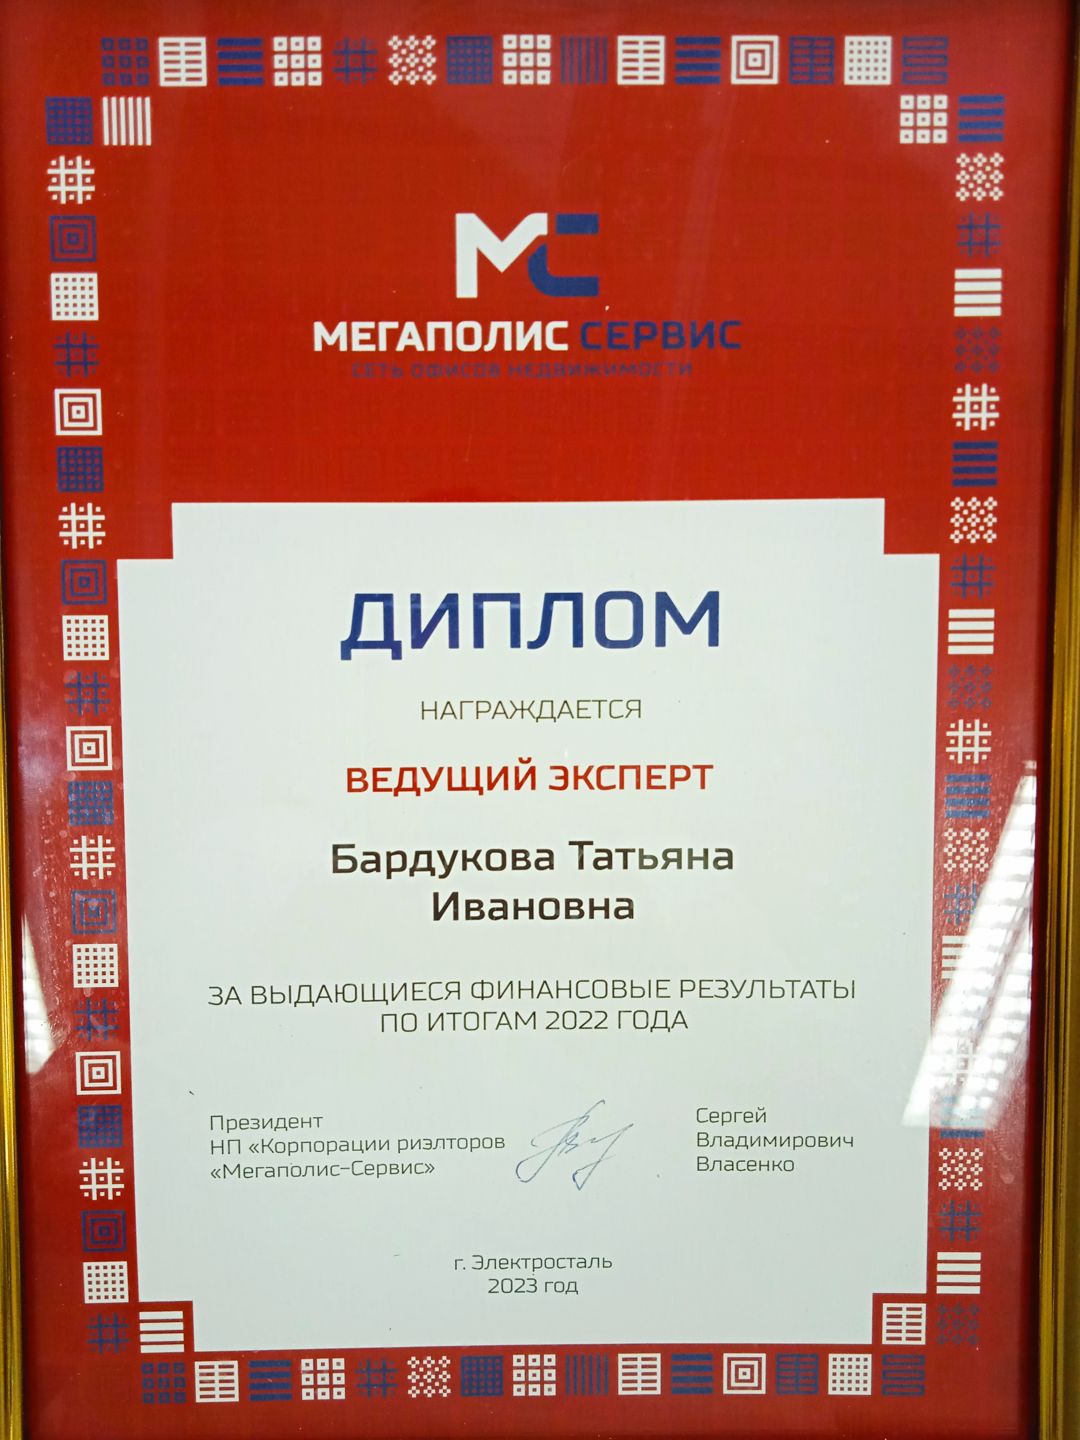 МС
МЕГАПОЛИС СЕРВИС
СЕТЬ ОФИСОВ НЕДВИЖИМОСТИ
ДИПЛОМ
НАГРАЖДАЕТСЯ
ВЕДУЩИЙ ЭКСПЕРТ
Бардукова Татьяна
Ивановна
ЗА ВЫДАЮЩИЕСЯ ФИНАНСОВЫЕ РЕЗУЛЬТАТЫ
ПО ИТОГАМ 2022 ГОДА
Президент
НП «Корпорации риэлторов
«Мегаполис-Сервис»
Сергей
Владимирович
Власенко
г. Электросталь
2023 год